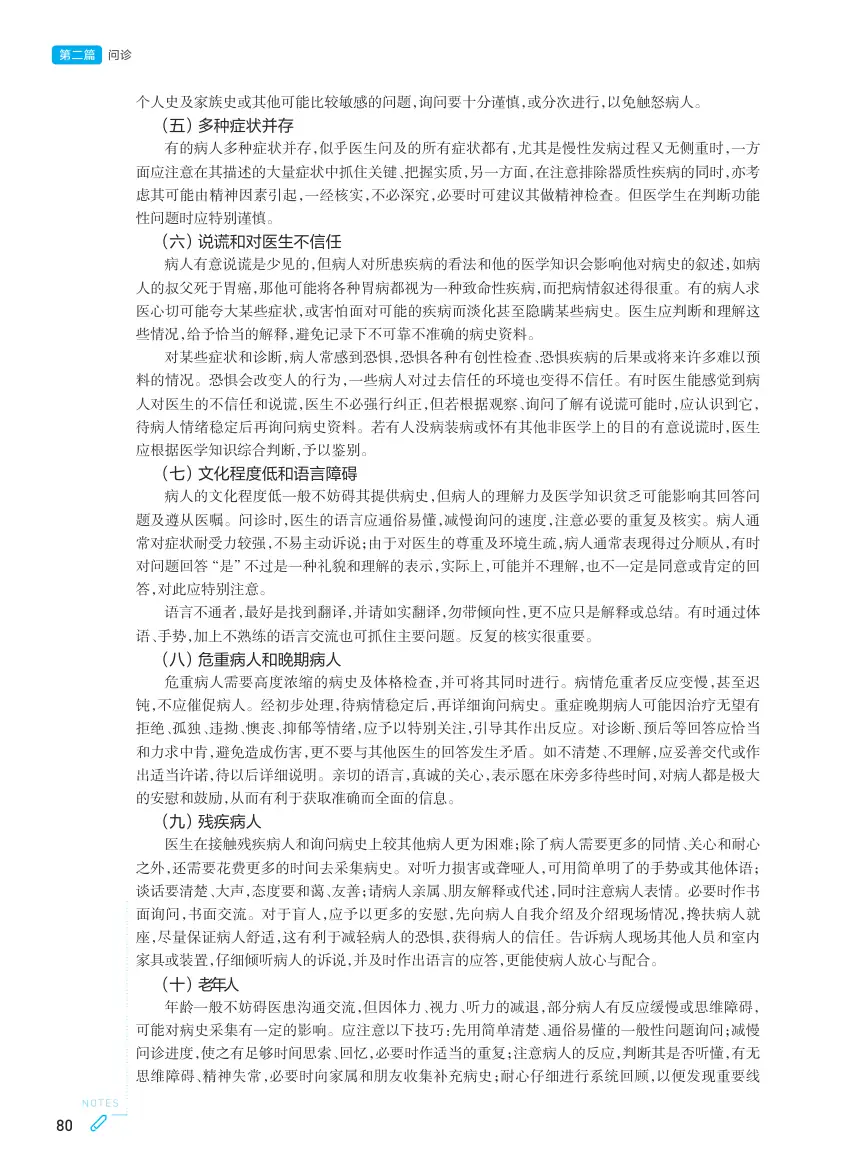 第二篇 问诊
个人史及家族史或其他可能比较敏感的问题,询问要十分谨慎,或分次进行,以免触怒病人。
（五）多种症状并存
有的病人多种症状并存,似乎医生问及的所有症状都有,尤其是慢性发病过程又无侧重时,一方
面应注意在其描述的大量症状中抓住关键、把握实质,另一方面,在注意排除器质性疾病的同时,亦考
虑其可能由精神因素引起,一经核实,不必深究,必要时可建议其做精神检查。但医学生在判断功能
性问题时应特别谨慎。
（六）说谎和对医生不信任
病人有意说谎是少见的,但病人对所患疾病的看法和他的医学知识会影响他对病史的叙述,如病
人的叔父死于胃癌,那他可能将各种胃病都视为一种致命性疾病,而把病情叙述得很重。有的病人求
医心切可能夸大某些症状,或害怕面对可能的疾病而淡化甚至隐瞒某些病史。医生应判断和理解这
些情况,给予恰当的解释,避免记录下不可靠不准确的病史资料。
对某些症状和诊断,病人常感到恐惧,恐惧各种有创性检查、恐惧疾病的后果或将来许多难以预
料的情况。恐惧会改变人的行为,一些病人对过去信任的环境也变得不信任。有时医生能感觉到病
人对医生的不信任和说谎,医生不必强行纠正,但若根据观察、询问了解有说谎可能时,应认识到它,
待病人情绪稳定后再询问病史资料。若有人没病装病或怀有其他非医学上的目的有意说谎时,医生
应根据医学知识综合判断,予以鉴别。
（七）文化程度低和语言障碍
病人的文化程度低一般不妨碍其提供病史,但病人的理解力及医学知识贫乏可能影响其回答问
题及遵从医嘱。问诊时,医生的语言应通俗易懂,减慢询问的速度,注意必要的重复及核实。病人通
常对症状耐受力较强,不易主动诉说;由于对医生的尊重及环境生疏,病人通常表现得过分顺从,有时
对问题回答“是”不过是一种礼貌和理解的表示,实际上,可能并不理解,也不一定是同意或肯定的回
答,对此应特别注意。
语言不通者,最好是找到翻译,并请如实翻译,勿带倾向性,更不应只是解释或总结。有时通过体
语、手势,加上不熟练的语言交流也可抓住主要问题。反复的核实很重要。
（八）危重病人和晚期病人
危重病人需要高度浓缩的病史及体格检查,并可将其同时进行。病情危重者反应变慢,甚至迟
钝,不应催促病人。经初步处理,待病情稳定后,再详细询问病史。重症晚期病人可能因治疗无望有
拒绝、孤独、违拗、懊丧、抑郁等情绪,应予以特别关注,引导其作出反应。对诊断、预后等回答应恰当
和力求中肯,避免造成伤害,更不要与其他医生的回答发生矛盾。如不清楚、不理解,应妥善交代或作
出适当许诺,待以后详细说明。亲切的语言,真诚的关心,表示愿在床旁多待些时间,对病人都是极大
的安慰和鼓励,从而有利于获取准确而全面的信息。
（九）残疾病人
医生在接触残疾病人和询问病史上较其他病人更为困难;除了病人需要更多的同情、关心和耐心
之外,还需要花费更多的时间去采集病史。对听力损害或聋哑人,可用简单明了的手势或其他体语;
谈话要清楚、大声,态度要和蔼、友善;请病人亲属、朋友解释或代述,同时注意病人表情。必要时作书
面询问,书面交流。对于盲人,应予以更多的安慰,先向病人自我介绍及介绍现场情况,搀扶病人就
座,尽量保证病人舒适,这有利于减轻病人的恐惧,获得病人的信任。告诉病人现场其他人员和室内
家具或装置,仔细倾听病人的诉说,并及时作出语言的应答,更能使病人放心与配合。
（十）老年人
年龄一般不妨碍医患沟通交流,但因体力、视力、听力的减退,部分病人有反应缓慢或思维障碍,
可能对病史采集有一定的影响。应注意以下技巧:先用简单清楚、通俗易懂的一般性问题询问;减慢
问诊进度,使之有足够时间思索、回忆,必要时作适当的重复;注意病人的反应,判断其是否听懂,有无
思维障碍、精神失常,必要时向家属和朋友收集补充病史;耐心仔细进行系统回顾,以便发现重要线
NOTES
80